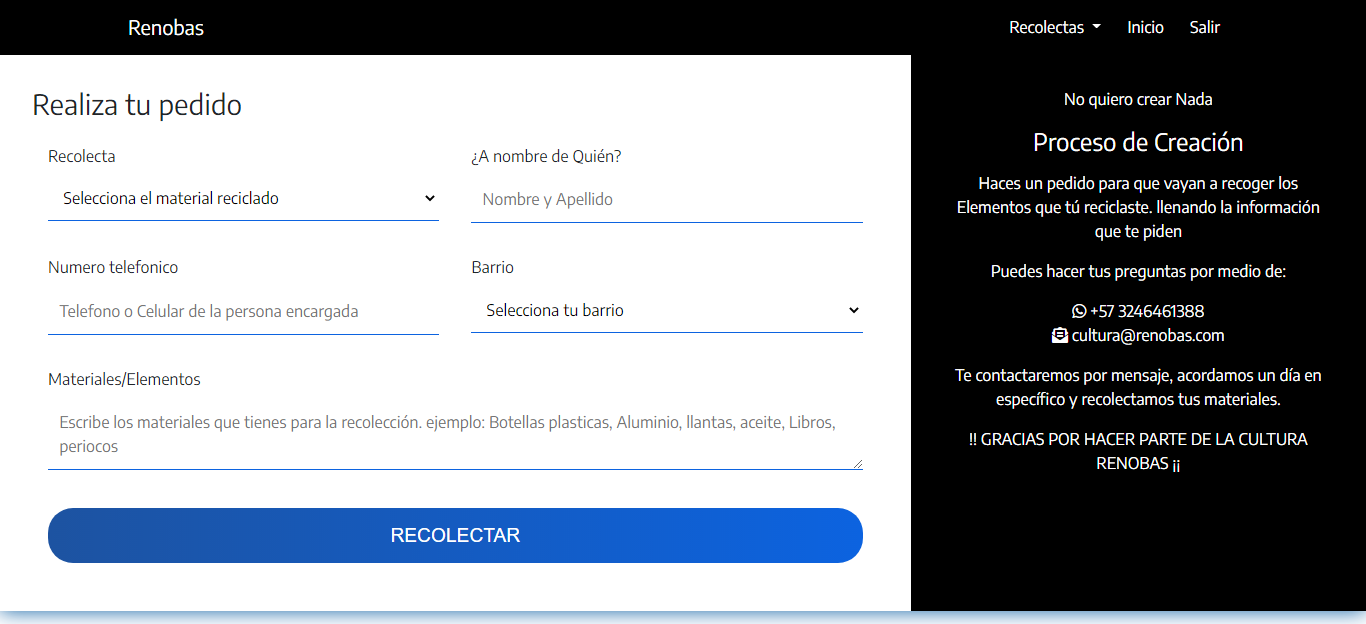 Renobas
Recolectas
Inicio
Salir
Realiza tu pedido
Recolecta
¿A nombre de Quién?
Selecciona el material reciclado
Nombre y Apellido
Numero telefonico
Barrio
Telefono o Celular de la persona encargada
Selecciona tu barrio
Materiales/Elementos
Escribe los materiales que tienes para la recolección. ejemplo: Botellas plasticas, Aluminio, llantas, aceite, Libros,
periocos
RECOLECTAR
No quiero crear Nada
Proceso de Creación
Haces un pedido para que vayan a recoger los
Elementos que tú reciclaste. llenando la información
que te piden
Puedes hacer tus preguntas por medio de:
+57 3246461388
cultura@renobas.com
Te contactaremos por mensaje, acordamos un día en
específico y recolectamos tus materiales.
!! GRACIAS POR HACER PARTE DE LA CULTURA
RENOBAS ¡¡